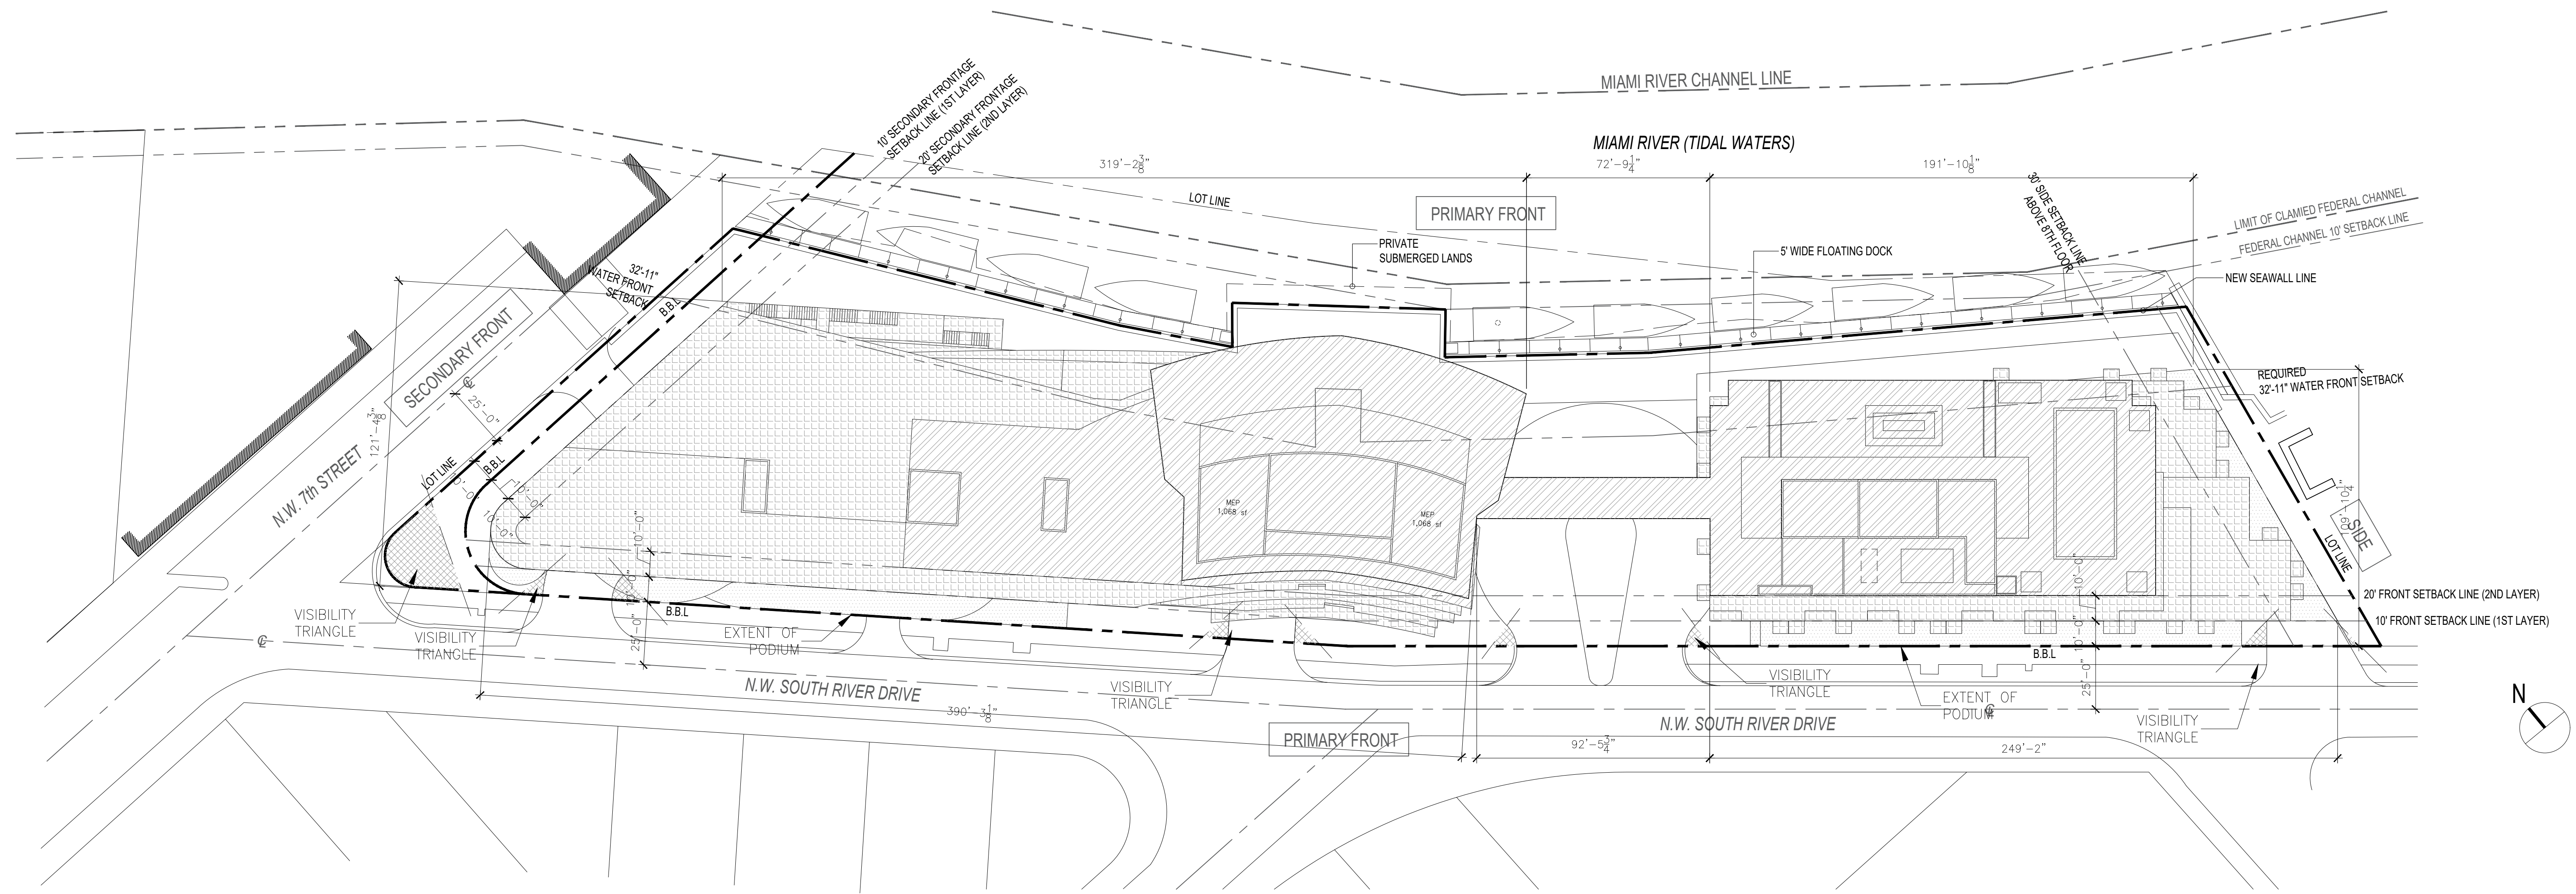 MIAMI RIVER CHANNEL LINE
10' SECONDARY FRONTAGE
SETBACK LINE (1ST LAYER)
20' SECONDARY FRONTAGE
SETBACK LINE (2ND LAYER)
MIAMI RIVER (TIDAL WATERS)
319'-2 3/8"
72'-9 1/4"
191'-10 1/8"
LOT LINE
PRIMARY FRONT
30' SIDE SETBACK LINE
ABOVE 8TH FLOOR
LIMIT OF CLAMIED FEDERAL CHANNEL
FEDERAL CHANNEL 10' SETBACK LINE
PRIVATE
SUBMERGED LANDS
5' WIDE FLOATING DOCK
NEW SEAWALL LINE
32'-11"
WATER FRONT
SETBACK
B.B.L
SECONDARY FRONT
REQUIRED
32'-11" WATER FRONT SETBACK
25'-0"
121'-4 3/8"
N.W. 7th STREET
LOT LINE
B.B.L
10'-0"
10'-0"
MEP
1,068 sf
MEP
1,068 sf
SIDE
LOT LINE
10'-0"
10'-0"
25'-0"
B.B.L
10'-0"
10'-0"
25'-0"
20' FRONT SETBACK LINE (2ND LAYER)
10' FRONT SETBACK LINE (1ST LAYER)
VISIBILITY
TRIANGLE
VISIBILITY
TRIANGLE
EXTENT OF
PODIUM
B.B.L
VISIBILITY
TRIANGLE
VISIBILITY
TRIANGLE
EXTENT OF
PODIUM
VISIBILITY
TRIANGLE
N.W. SOUTH RIVER DRIVE
390'-3 1/8"
N.W. SOUTH RIVER DRIVE
PRIMARY FRONT
92'-5 3/4"
249'-2"
N